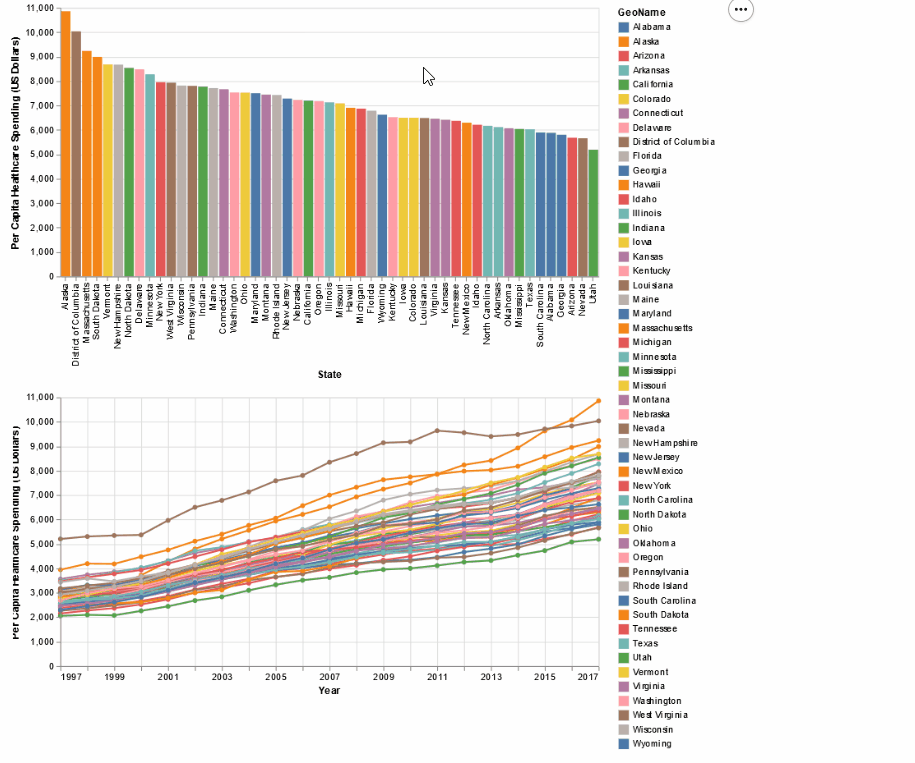 Per Capita Healthcare Spending (US Dollars)
11,000
10,000
9,000
8,000
7,000
6,000
5,000
4,000
3,000
2,000
1,000
0
Alaska
District of Columbia
Massachusetts
South Dakota
Vermont
New Hampshire
North Dakota
Delaware
Minnesota
New York
West Virginia
Wisconsin
Pennsylvania
Indiana
Maine
Connecticut
Washington
Ohio
Maryland
Montana
Rhode Island
New Jersey
Nebraska
California
Oregon
Illinois
Missouri
Hawaii
Michigan
Florida
Wyoming
Kentucky
Iowa
Colorado
Louisiana
Virginia
Kansas
Tennessee
New Mexico
Idaho
North Carolina
Arkansas
Oklahoma
Mississippi
Texas
South Carolina
Alabama
Georgia
Arizona
Nevada
Utah
State
Per Capita Healthcare Spending (US Dollars)
11,000
10,000
9,000
8,000
7,000
6,000
5,000
4,000
3,000
2,000
1,000
0
1997 1999 2001 2003 2005 2007 2009 2011 2013 2015 2017
Year
GeoName
Alabama
Alaska
Arizona
Arkansas
California
Colorado
Connecticut
Delaware
District of Columbia
Florida
Georgia
Hawaii
Idaho
Illinois
Indiana
Iowa
Kansas
Kentucky
Louisiana
Maine
Maryland
Massachusetts
Michigan
Minnesota
Mississippi
Missouri
Montana
Nebraska
Nevada
New Hampshire
New Jersey
New Mexico
New York
North Carolina
North Dakota
Ohio
Oklahoma
Oregon
Pennsylvania
Rhode Island
South Carolina
South Dakota
Tennessee
Texas
Utah
Vermont
Virginia
Washington
West Virginia
Wisconsin
Wyoming